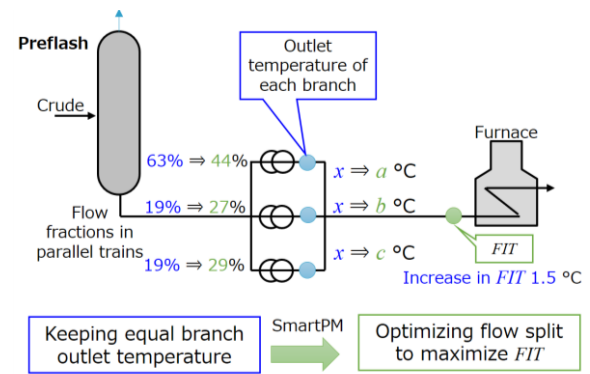 Preflash
Crude
Outlet
temperature of
each branch
Furnace
63% ⇒ 44%
x ⇒ a °C
Flow
fractions in
parallel trains
19% ⇒ 27%
x ⇒ b °C
19% ⇒ 29%
x ⇒ c °C
FIT
Increase in FIT 1.5 °C
Keeping equal branch
outlet temperature
SmartPM
Optimizing flow split
to maximize FIT